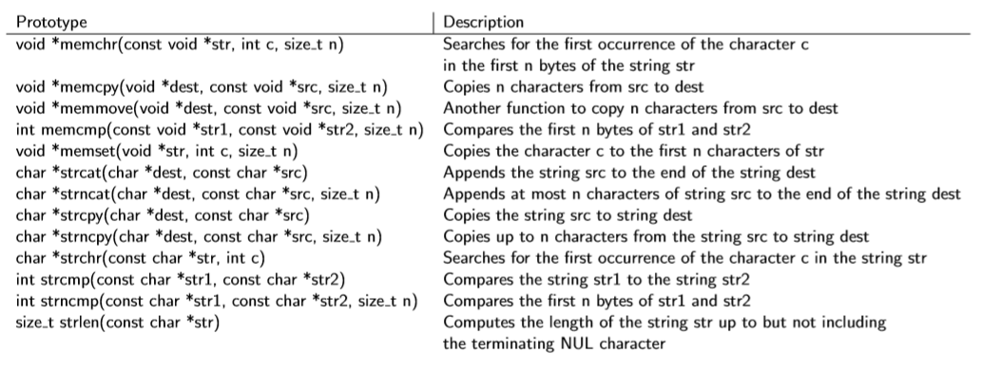 Prototype Description
void *memchr(const void *str, int c, size_t n) Searches for the first occurrence of the character c
in the first n bytes of the string str
void *memcpy(void *dest, const void *src, size_t n) Copies n characters from src to dest
void *memmove(void *dest, const void *src, size_t n) Another function to copy n characters from src to dest
int memcmp(const void *str1, const void *str2, size_t n) Compares the first n bytes of str1 and str2
void *memset(void *str, int c, size_t n) Copies the character c to the first n characters of str
char *strcat(char *dest, const char *src) Appends the string src to the end of the string dest
char *strncat(char *dest, const char *src, size_t n) Appends at most n characters of string src to the end of the string dest
char *strcpy(char *dest, const char *src) Copies the string src to string dest
char *strncpy(char *dest, const char *src, size_t n) Copies up to n characters from the string src to string dest
char *strchr(const char *str, int c) Searches for the first occurrence of the character c in the string str
int strcmp(const char *str1, const char *str2) Compares the string str1 to the string str2
int strncmp(const char *str1, const char *str2, size_t n) Compares the first n bytes of str1 and str2
size_t strlen(const char *str) Computes the length of the string str up to but not including
the terminating NUL character